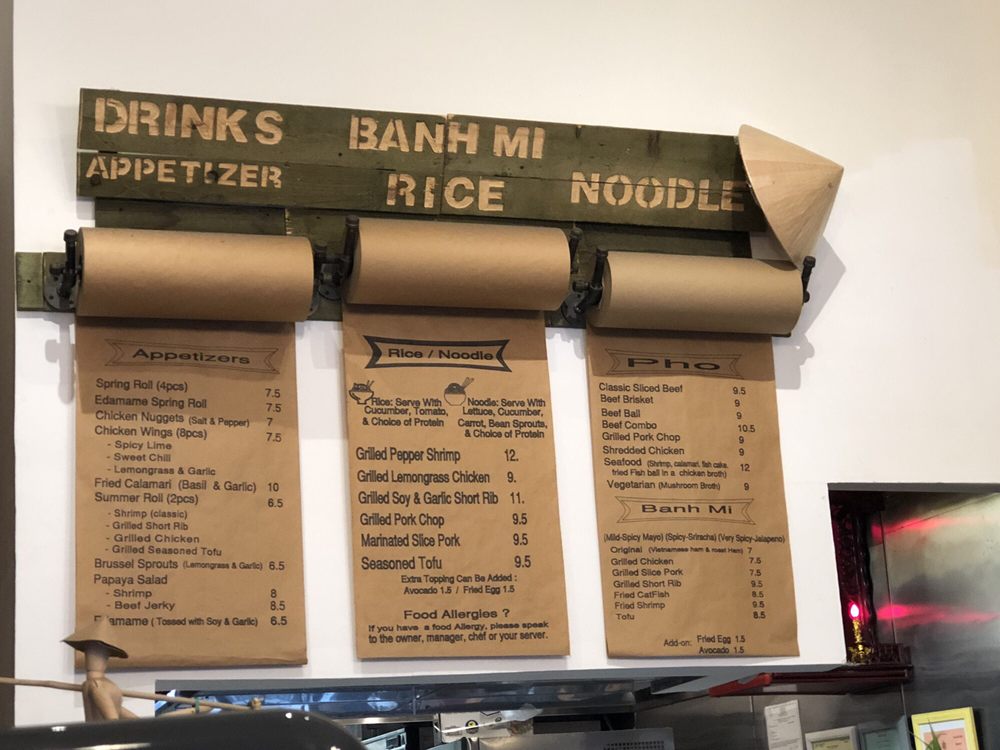 DRINKS BANH MI
APPETIZER RICE NOODLE
Appetizers
Spring Roll (4pcs) 7.5
Edamame Spring Roll 7.5
Chicken Nuggets (Salt & Pepper) 7
Chicken Wings (8pcs) 7.5
- Spicy Lime
- Sweet Chill
- Lemongrass & Garlic
Fried Calamari (Basil & Garlic) 10
Summer Roll (2pcs) 6.5
- Shrimp (classic)
- Grilled Short Rib
- Grilled Chicken
- Grilled Seasoned Tofu
Brussel Sprouts (Lemongrass & Garlic) 6.5
Papaya Salad
- Shrimp 8
- Beef Jerky 8.5
Edamame ( Tossed with Soy & Garlic) 6.5
Rice / Noodle
Rice: Serve With
Cucumber, Tomato,
& Choice of Protein
Noodle: Serve With
Lettuce, Cucumber,
Carrot, Bean Sprouts,
& Choice of Protein
Grilled Pepper Shrimp 12.
Grilled Lemongrass Chicken 9.
Grilled Soy & Garlic Short Rib 11.
Grilled Pork Chop 9.5
Marinated Slice Pork 9.5
Seasoned Tofu 9.5
Extra Topping Can Be Added :
Avocado 1.5 / Fried Egg 1.5
Food Allergies ?
If you have a food Allergy, please speak
to the owner, manager, chef or your server.
Pho
Classic Sliced Beef 9.5
Beef Brisket 9
Beef Ball 9
Beef Combo 10.5
Grilled Pork Chop 9
Shredded Chicken 9
Seafood (Shrimp, calamari, fish cake, 12
fried Fish ball in a chicken broth)
Vegetarian (Mushroom Broth) 9
Banh Mi
(Mild-Spicy Mayo) (Spicy-Sriracha) (Very Spicy-Jalapeno)
Original (Vietnamese ham & roast Ham) 7
Grilled Chicken 7.5
Grilled Slice Pork 7.5
Grilled Short Rib 9.5
Fried CatFish 8.5
Fried Shrimp 9.5
Tofu 8.5
Add-on: Fried Egg 1.5
Avocado 1.5